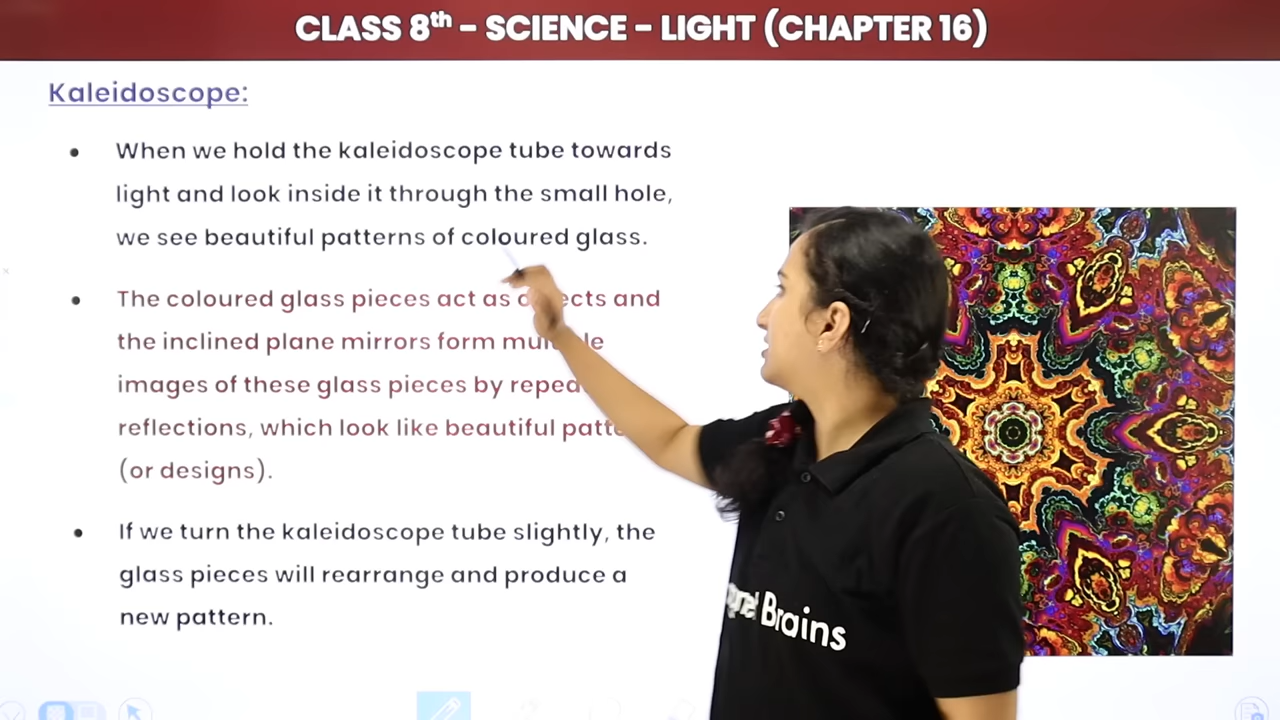 CLASS 8th - SCIENCE - LIGHT (CHAPTER 16)
Kaleidoscope:
• When we hold the kaleidoscope tube towards
light and look inside it through the small hole,
we see beautiful patterns of coloured glass.
• The coloured glass pieces act as and
the inclined plane mirrors form
images of these glass pieces by
reflections, which look like beautiful
(or designs).
• If we turn the kaleidoscope tube slightly, the
glass pieces will rearrange and produce a
new pattern.
Brains